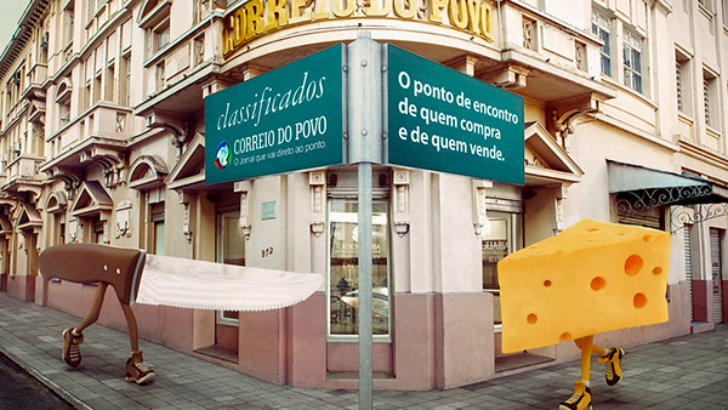 CORREIO DO POVO
classificados
CORREIO DO POVO
O Jornal que vai direto ao ponto.
O ponto de encontro
de quem compra
e de quem vende.
972